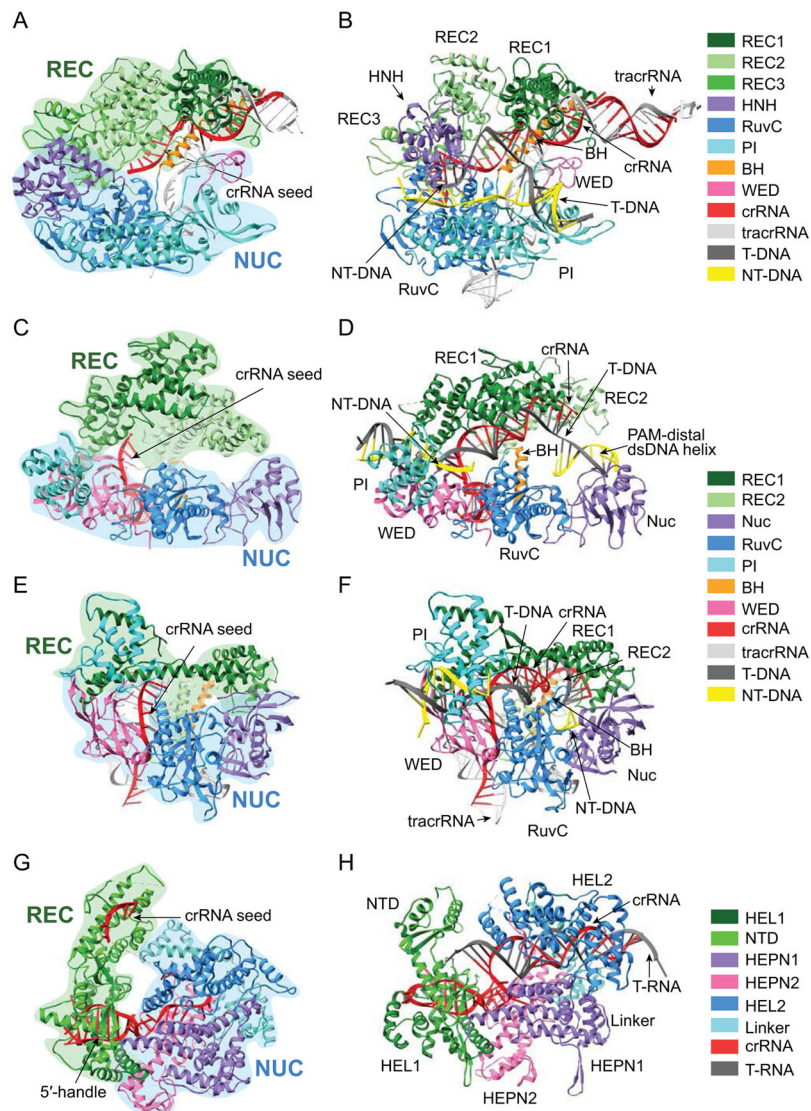 A
REC
crRNA seed
NUC
B
REC2
REC1
HNH
tracrRNA
REC3
BH
crRNA
WED
T-DNA
NT-DNA
PI
RuvC
REC1
REC2
REC3
HNH
RuvC
PI
BH
WED
crRNA
tracrRNA
T-DNA
NT-DNA
C
REC
crRNA seed
NUC
D
crRNA
REC1
T-DNA
REC2
NT-DNA
PAM-distal
dsDNA helix
BH
PI
Nuc
WED
RuvC
REC1
REC2
Nuc
RuvC
PI
BH
WED
crRNA
tracrRNA
T-DNA
NT-DNA
E
crRNA seed
REC
NUC
F
T-DNA
crRNA
REC1
PI
REC2
BH
WED
Nuc
NT-DNA
tracrRNA
RuvC
G
REC
crRNA seed
NUC
5′-handle
H
HEL2
NTD
crRNA
T-RNA
Linker
HEL1
HEPN1
HEPN2
HEL1
NTD
HEPN1
HEPN2
HEL2
Linker
crRNA
T-RNA